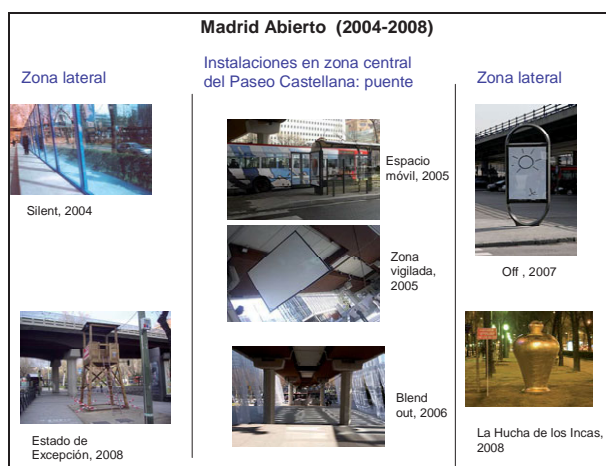 Madrid Abierto (2004-2008)
Zona lateral
Silent, 2004
Estado de
Excepción, 2008
Instalaciones en zona central
del Paseo Castellana: puente
Espacio
móvil, 2005
Zona
vigilada,
2005
Blend
out, 2006
Zona lateral
Off , 2007
La Hucha de los Incas,
2008